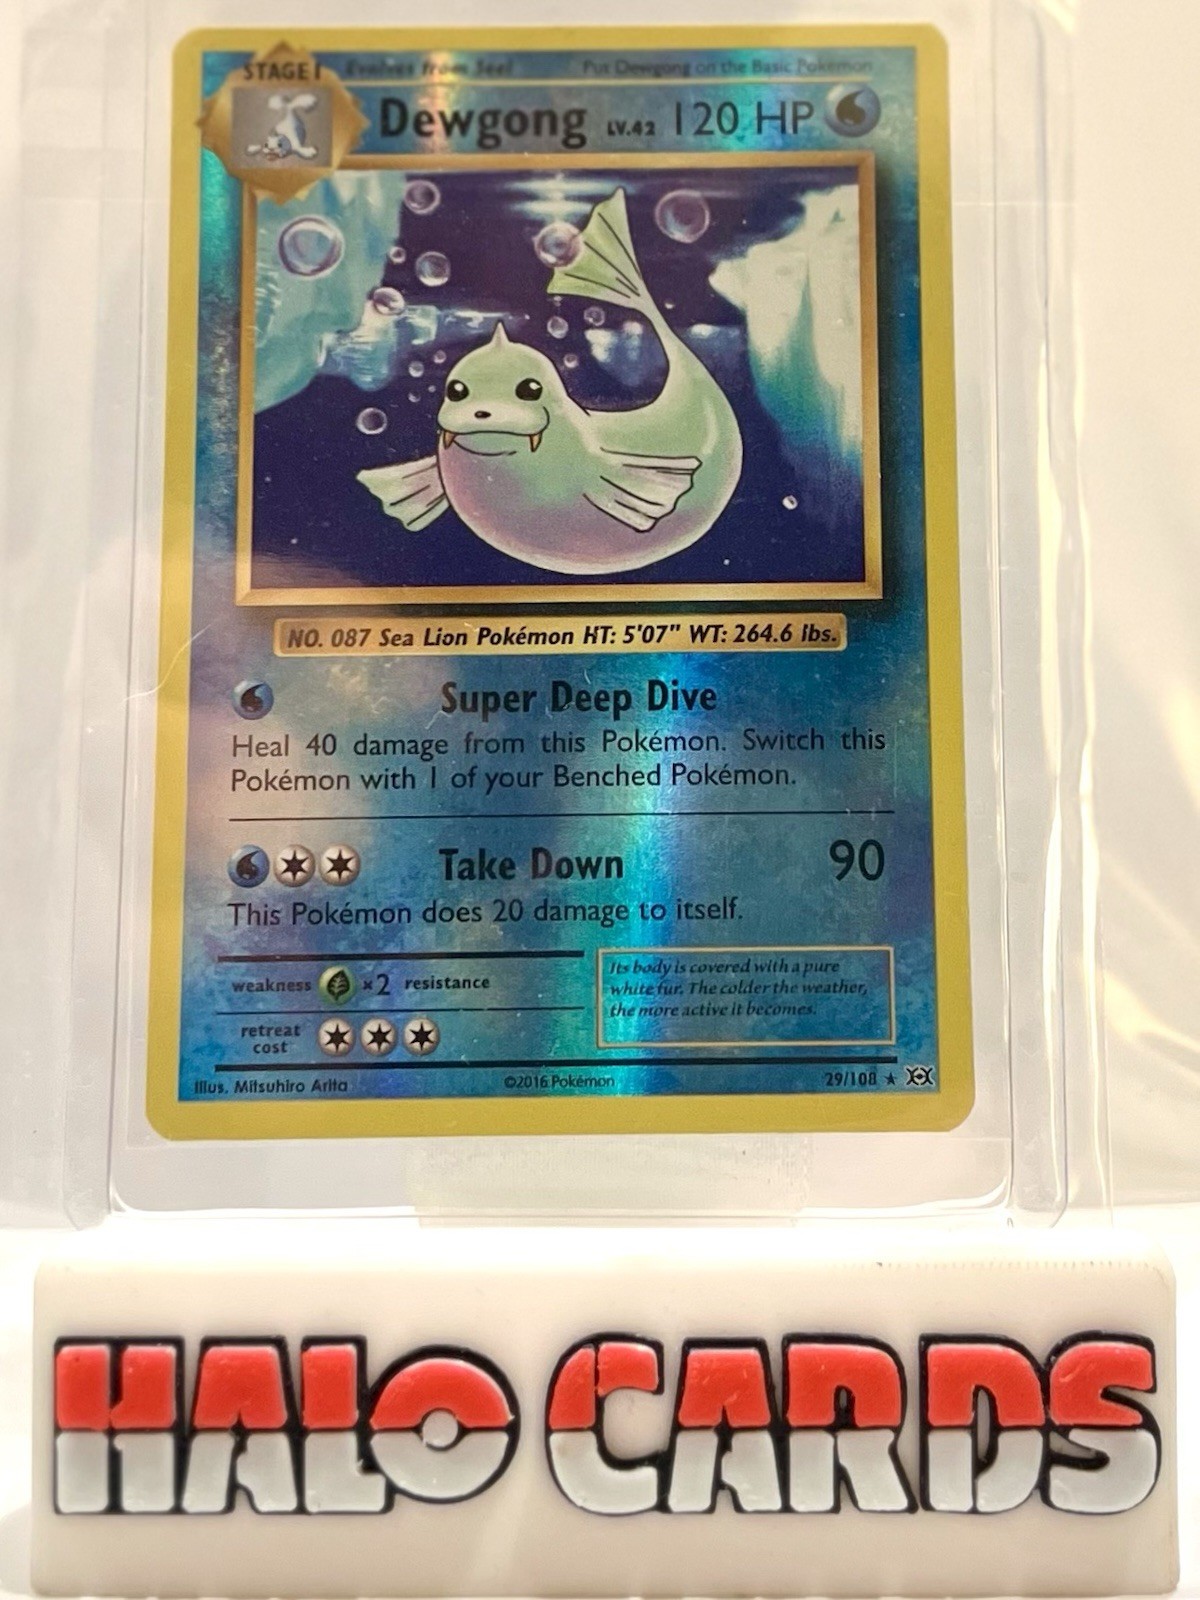 STAGE 1 Evolves from Seel Put Dewgong on the Basic Pokémon
Dewgong LV.42 120 HP
NO. 087 Sea Lion Pokémon HT: 5'07" WT: 264.6 lbs.
Super Deep Dive
Heal 40 damage from this Pokémon. Switch this
Pokémon with 1 of your Benched Pokémon.
Take Down 90
This Pokémon does 20 damage to itself.
weakness ×2 resistance
retreat
cost
Its body is covered with a pure
white fur. The colder the weather,
the more active it becomes.
Illus. Mitsuhiro Arita ©2016 Pokémon 29/108 ★
HALO CARDS